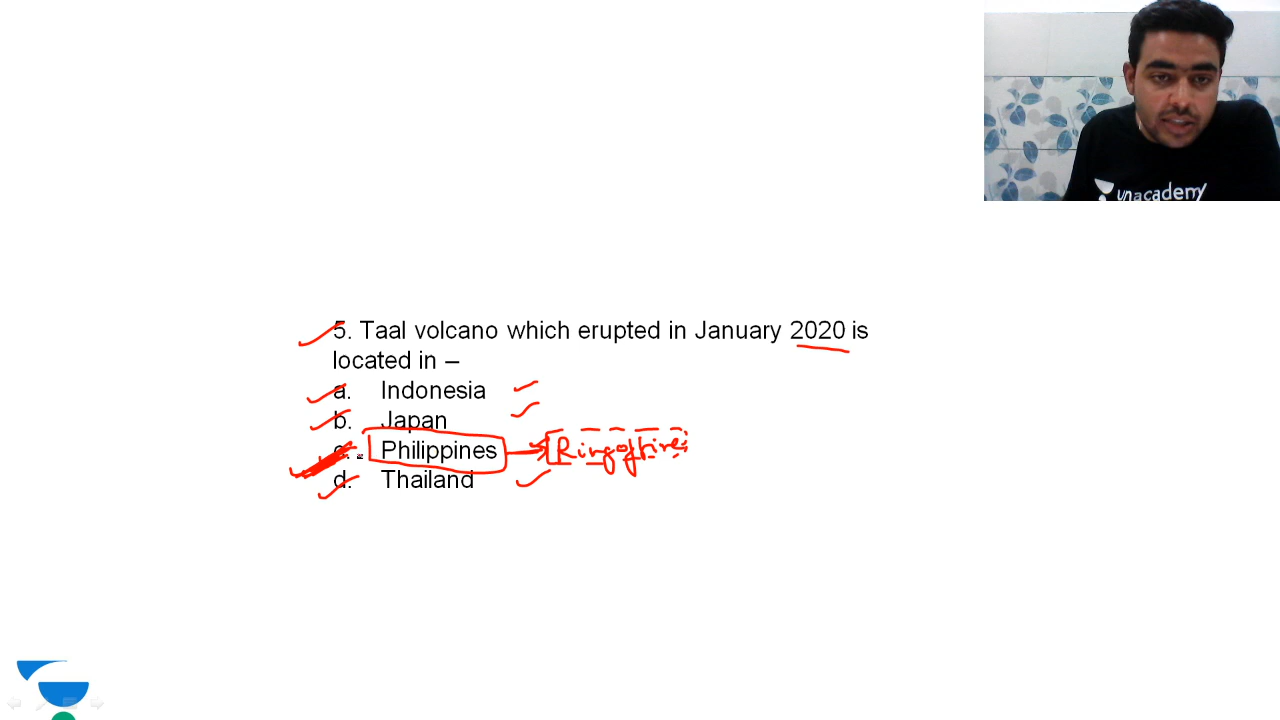 unacademy
5. Taal volcano which erupted in January 2020 is
located in –
a. Indonesia
b. Japan
c. Philippines Ring of fire
d. Thailand